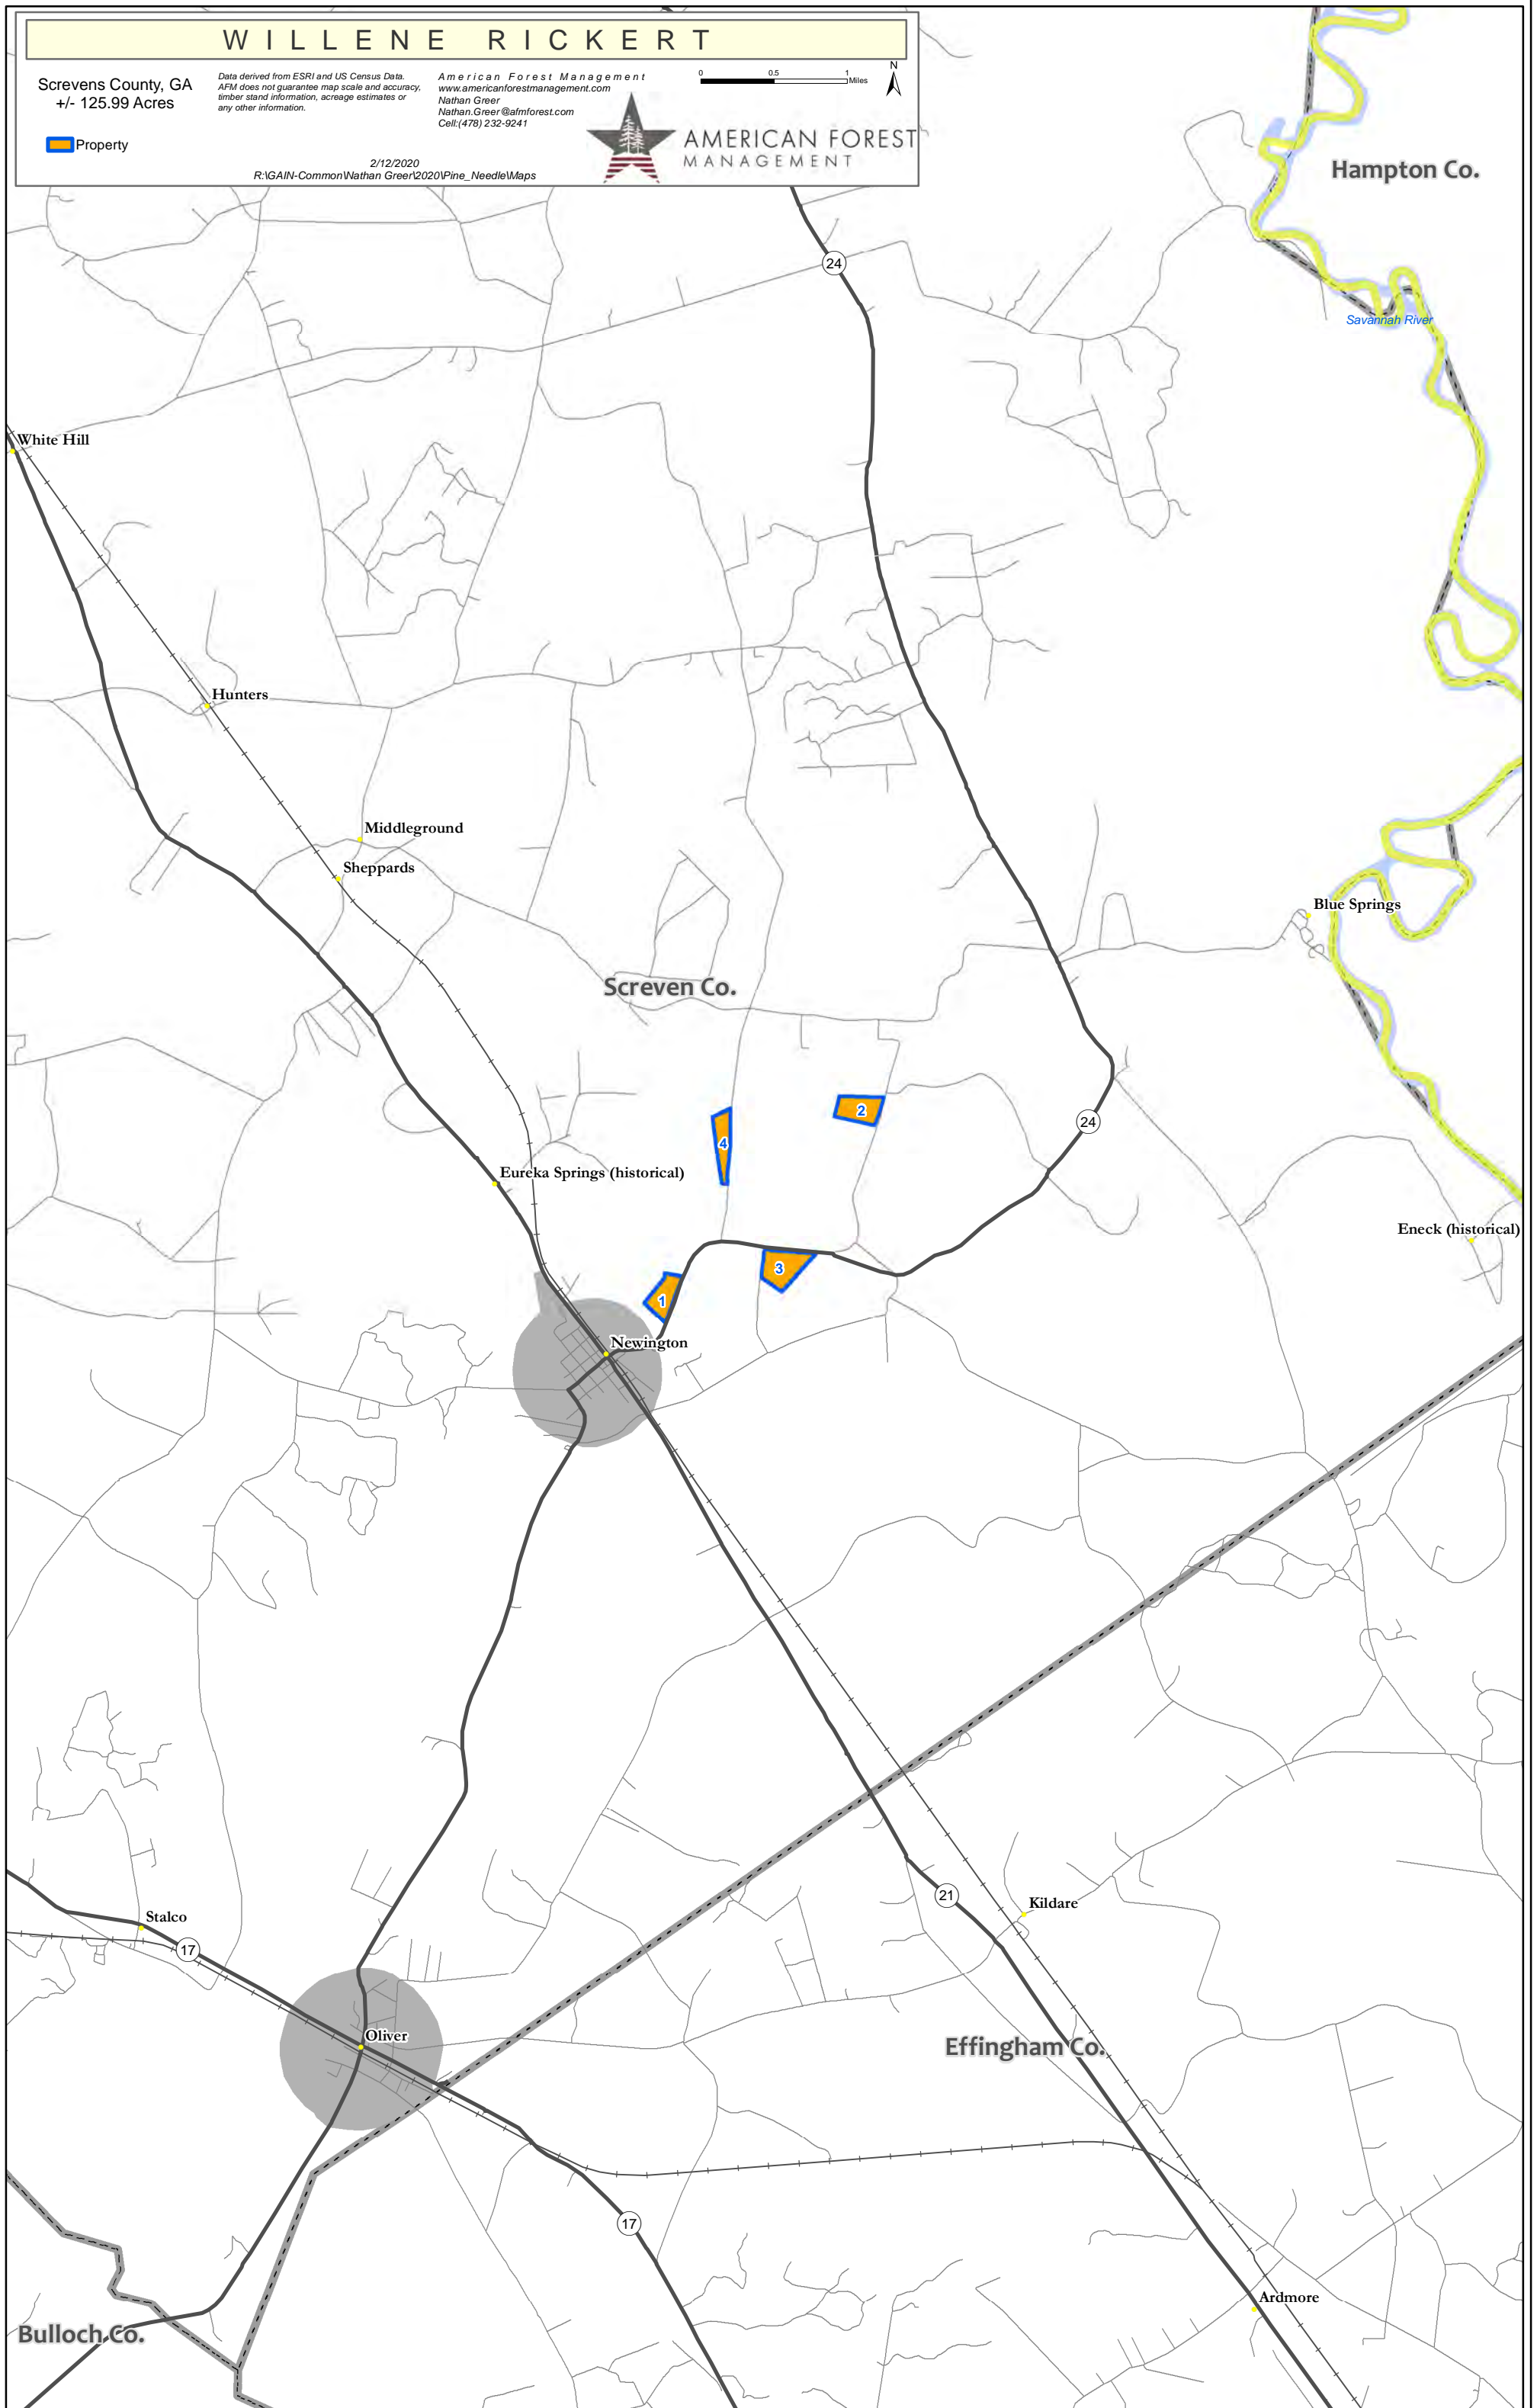 WILLENE RICKERT
Screvens County, GA
+/- 125.99 Acres
Property
Data derived from ESRI and US Census Data.
AFM does not guarantee map scale and accuracy,
timber stand information, acreage estimates or
any other information.
American Forest Management
www.americanforestmanagement.com
Nathan Greer
Nathan.Greer@afmforest.com
Cell:(478) 232-9241
0 0.5 1
Miles
N
AMERICAN FOREST
MANAGEMENT
2/12/2020
R:\GAIN-Common\Nathan Greer\2020\Pine_Needle\Maps
Hampton Co.
24
Savannah River
White Hill
Hunters
Middleground
Sheppards
Blue Springs
Screven Co.
2
4
24
Eureka Springs (historical)
Eneck (historical)
3
1
Newington
21
Kildare
Stalco
17
Oliver
Effingham Co.
17
Ardmore
Bulloch Co.